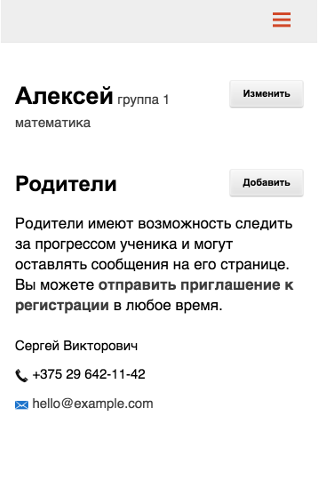 Алексей группа 1
Изменить
математика
Родители
Добавить
Родители имеют возможность следить
за прогрессом ученика и могут
оставлять сообщения на его странице.
Вы можете отправить приглашение к
регистрации в любое время.
Сергей Викторович
+375 29 642-11-42
hello@example.com